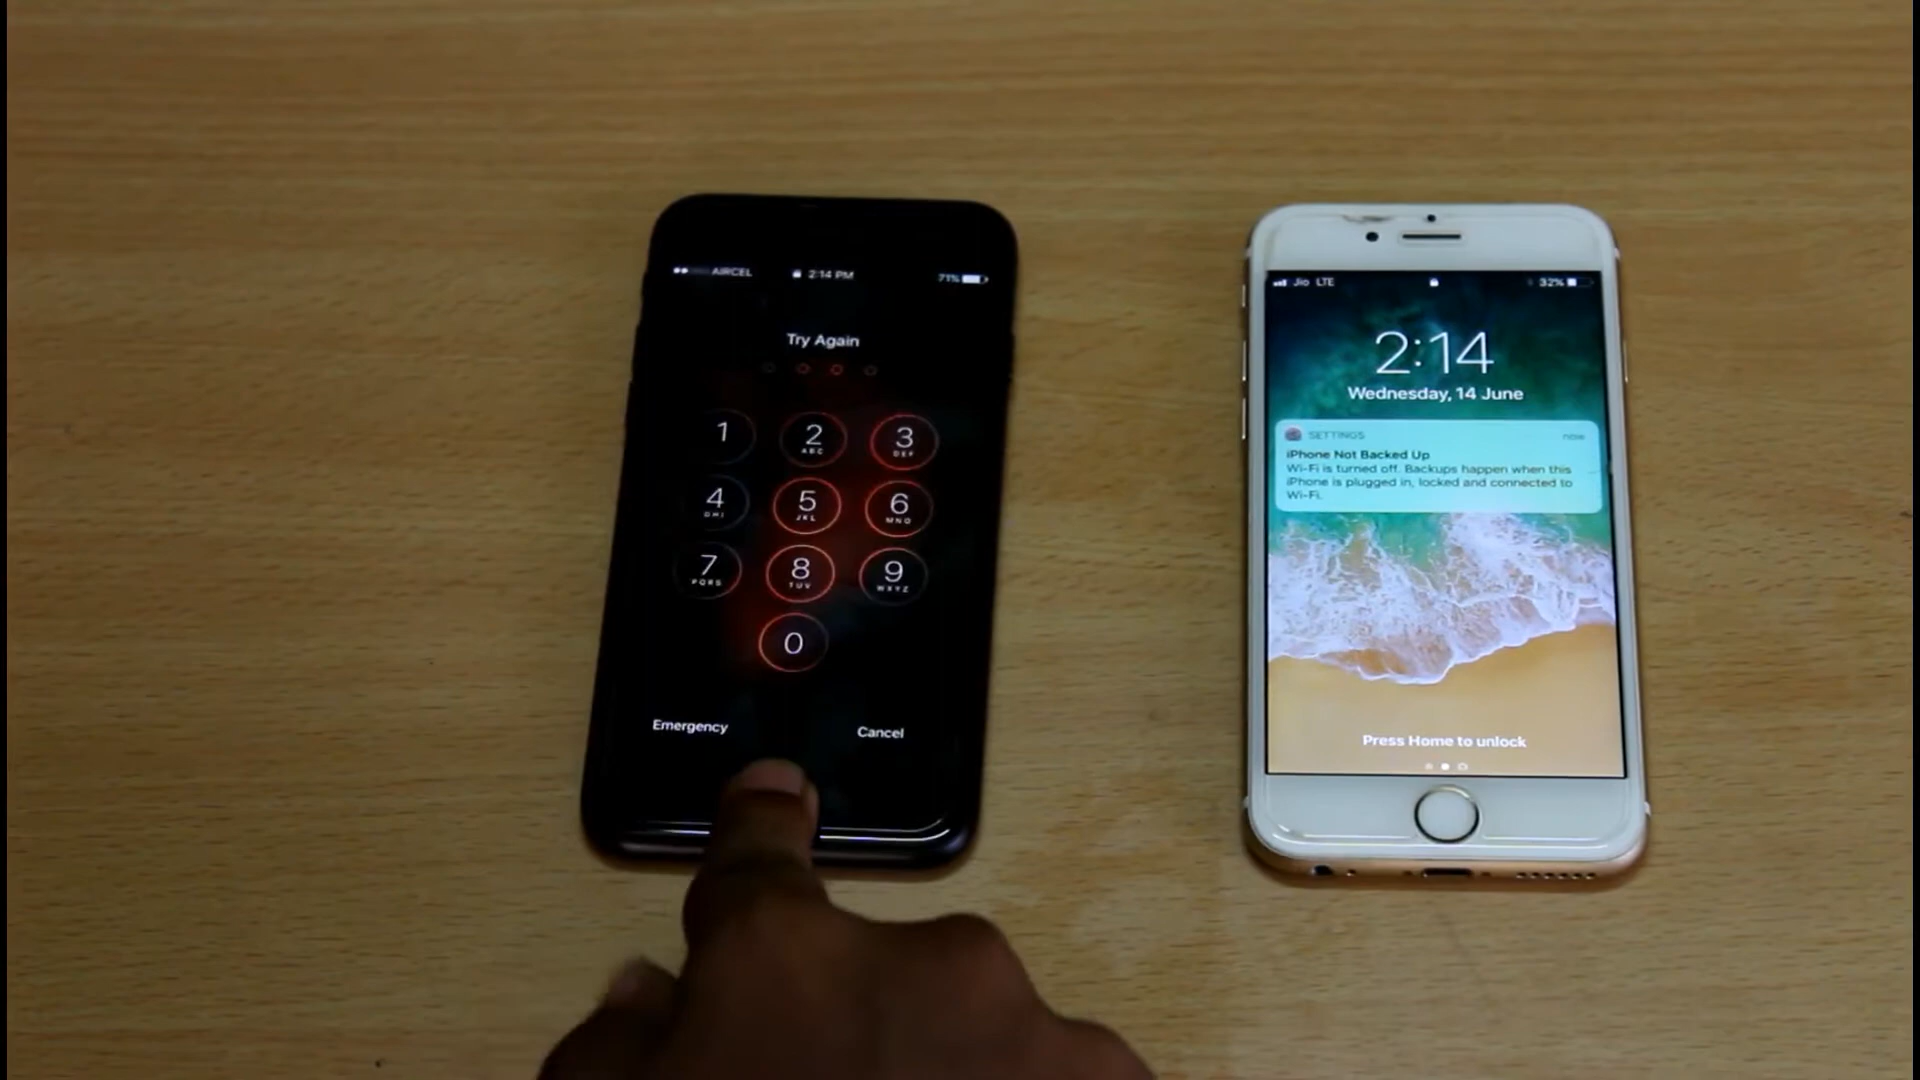 AIRCEL 2:14 PM 71%
Try Again
1
2
ABC
3
DEF
4
GHI
5
JKL
6
MNO
7
PQRS
8
TUV
9
WXYZ
0
Emergency Cancel
Jio LTE 32%
2:14
Wednesday, 14 June
SETTINGS now
iPhone Not Backed Up
Wi-Fi is turned off. Backups happen when this
iPhone is plugged in, locked and connected to
Wi-Fi.
Press Home to unlock